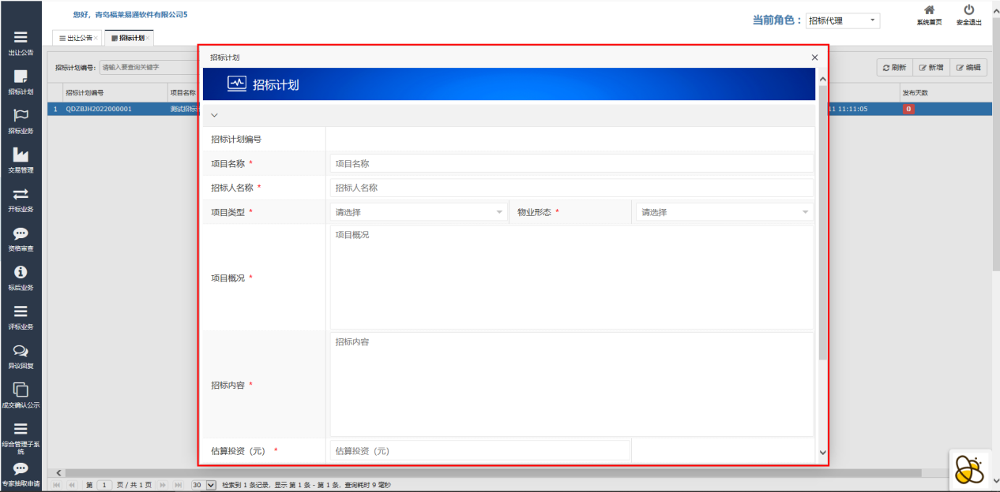 您好，青岛福莱易通软件有限公司5
当前角色： 招标代理
系统首页 安全退出
出让公告× 招标计划×
出让公告
招标计划
招标业务
交易管理
开标业务
资格审查
标后业务
评标业务
异议回复
成交确认公示
综合管理子系
统
专家抽取申请
招标计划编号: 请输入要查询关键字
刷新 新增 编辑
招标计划编号 项目名称 发布天数
1 QDZBJH2022000001 测试招标 11 11:11:05 0
招标计划
招标计划
招标计划编号
项目名称 * 项目名称
招标人名称 * 招标人名称
项目类型 * 请选择 物业形态 * 请选择
项目概况
项目概况 *
招标内容
招标内容 *
估算投资（元） * 估算投资（元）
第 1 页 / 共 1 页 30 检索到 1 条记录，显示 第 1 条 - 第 1 条，查询耗时 9 毫秒